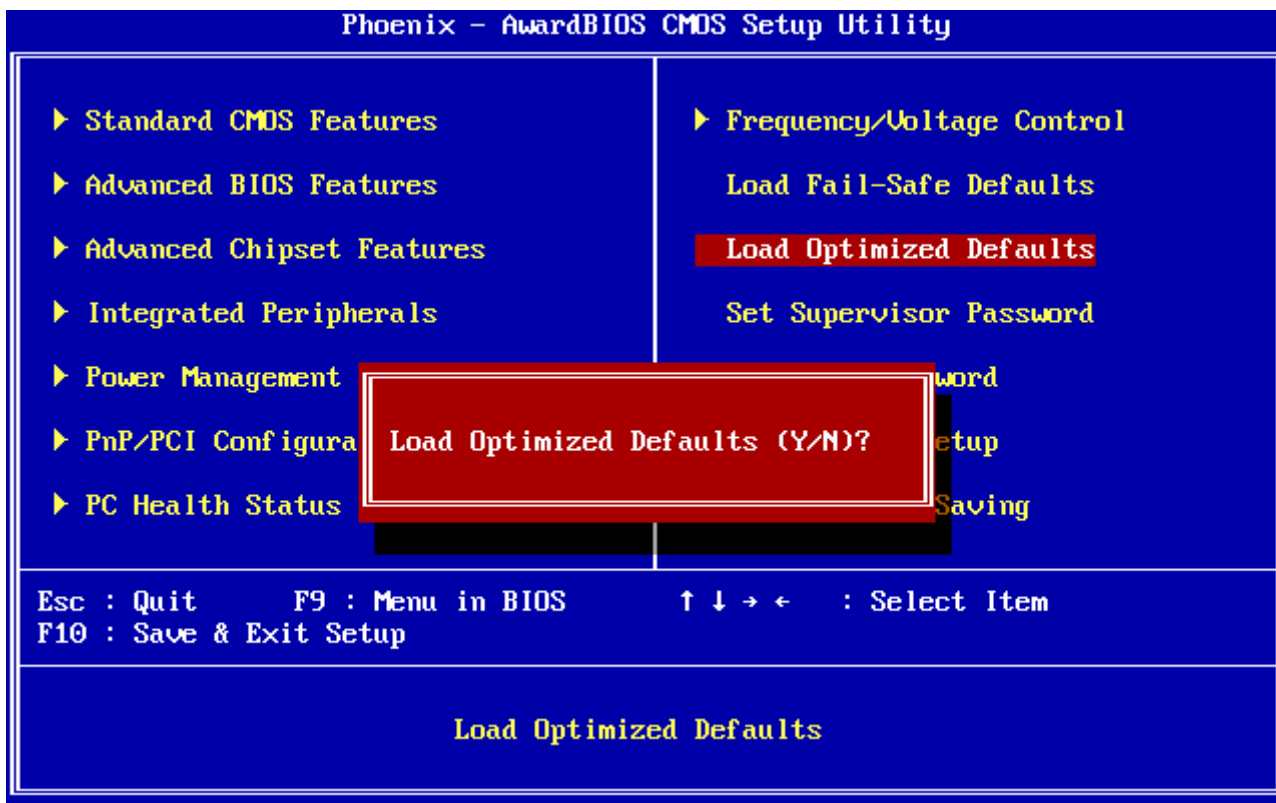 Phoenix - AwardBIOS CMOS Setup Utility
Standard CMOS Features
Advanced BIOS Features
Advanced Chipset Features
Integrated Peripherals
Power Management
PnP/PCI Configura
PC Health Status
Frequency/Voltage Control
Load Fail-Safe Defaults
Load Optimized Defaults
Set Supervisor Password
word
etup
Saving
Load Optimized Defaults (Y/N)?
Esc : Quit F9 : Menu in BIOS ↑ ↓ → ← : Select Item
F10 : Save & Exit Setup
Load Optimized Defaults